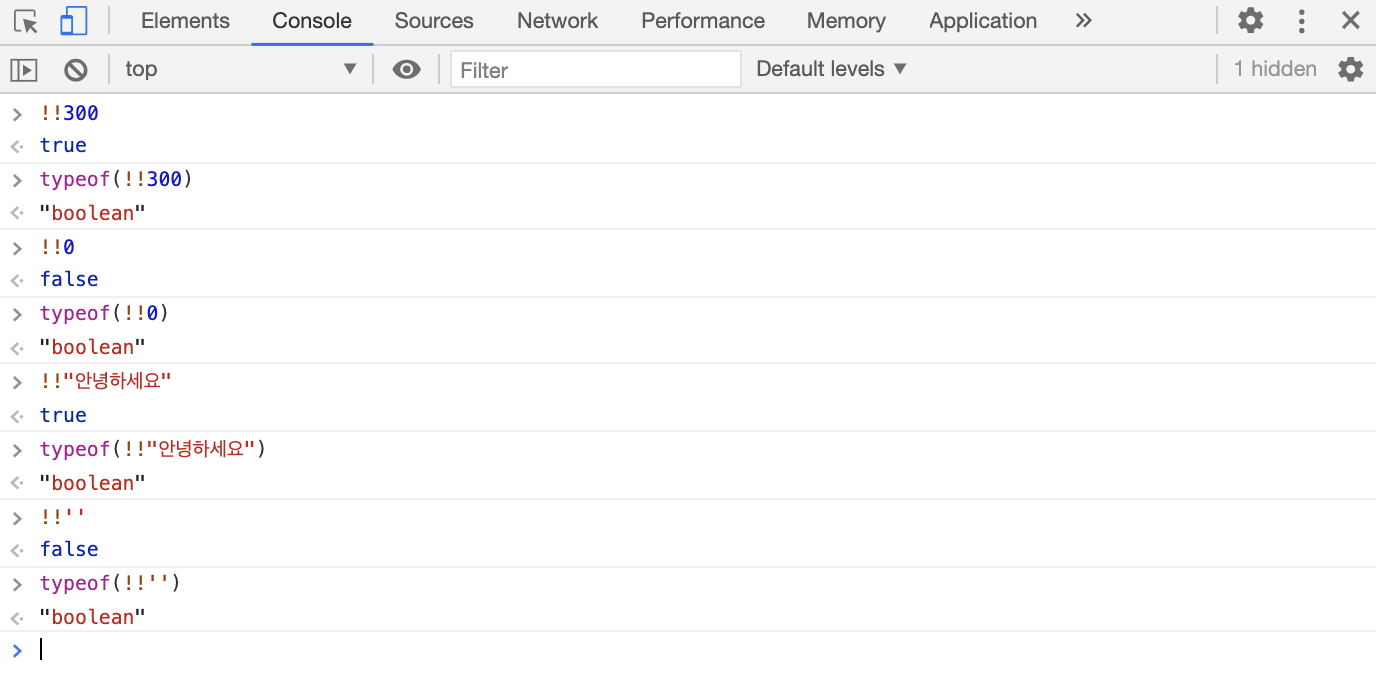 Elements Console Sources Network Performance Memory Application
top Filter Default levels 1 hidden
!!300
true
typeof(!!300)
"boolean"
!!0
false
typeof(!!0)
"boolean"
!!"안녕하세요"
true
typeof(!!"안녕하세요")
"boolean"
!!''
false
typeof(!!'')
"boolean"